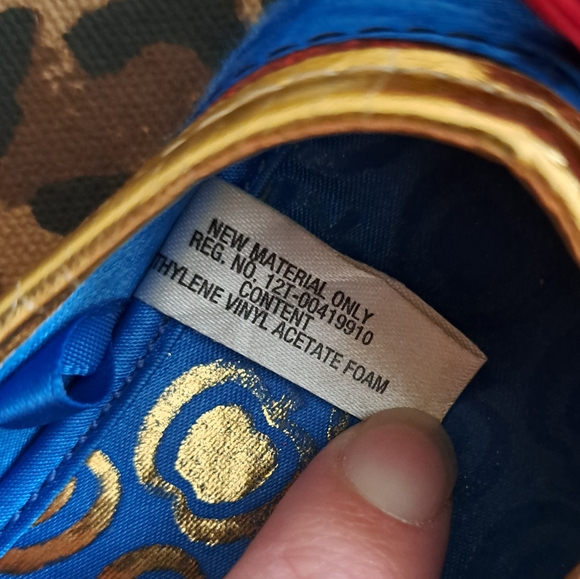 NEW MATERIAL ONLY
REG. NO. 12T-00419910
CONTENT
THYLENE VINYL ACETATE FOAM